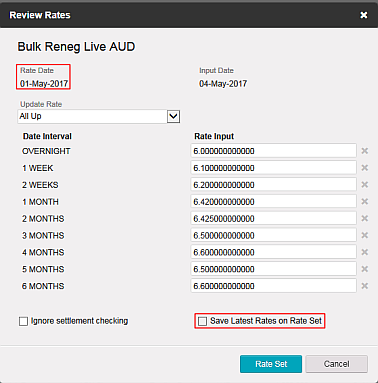 Review Rates
Bulk Reneg Live AUD
Rate Date Input Date
01-May-2017 04-May-2017
Update Rate
All Up
Date Interval Rate Input
OVERNIGHT 6.000000000000
1 WEEK 6.100000000000
2 WEEKS 6.200000000000
1 MONTH 6.420000000000
2 MONTHS 6.425000000000
3 MONTHS 6.500000000000
4 MONTHS 6.600000000000
5 MONTHS 6.500000000000
6 MONTHS 6.600000000000
Ignore settlement checking Save Latest Rates on Rate Set
Rate Set Cancel